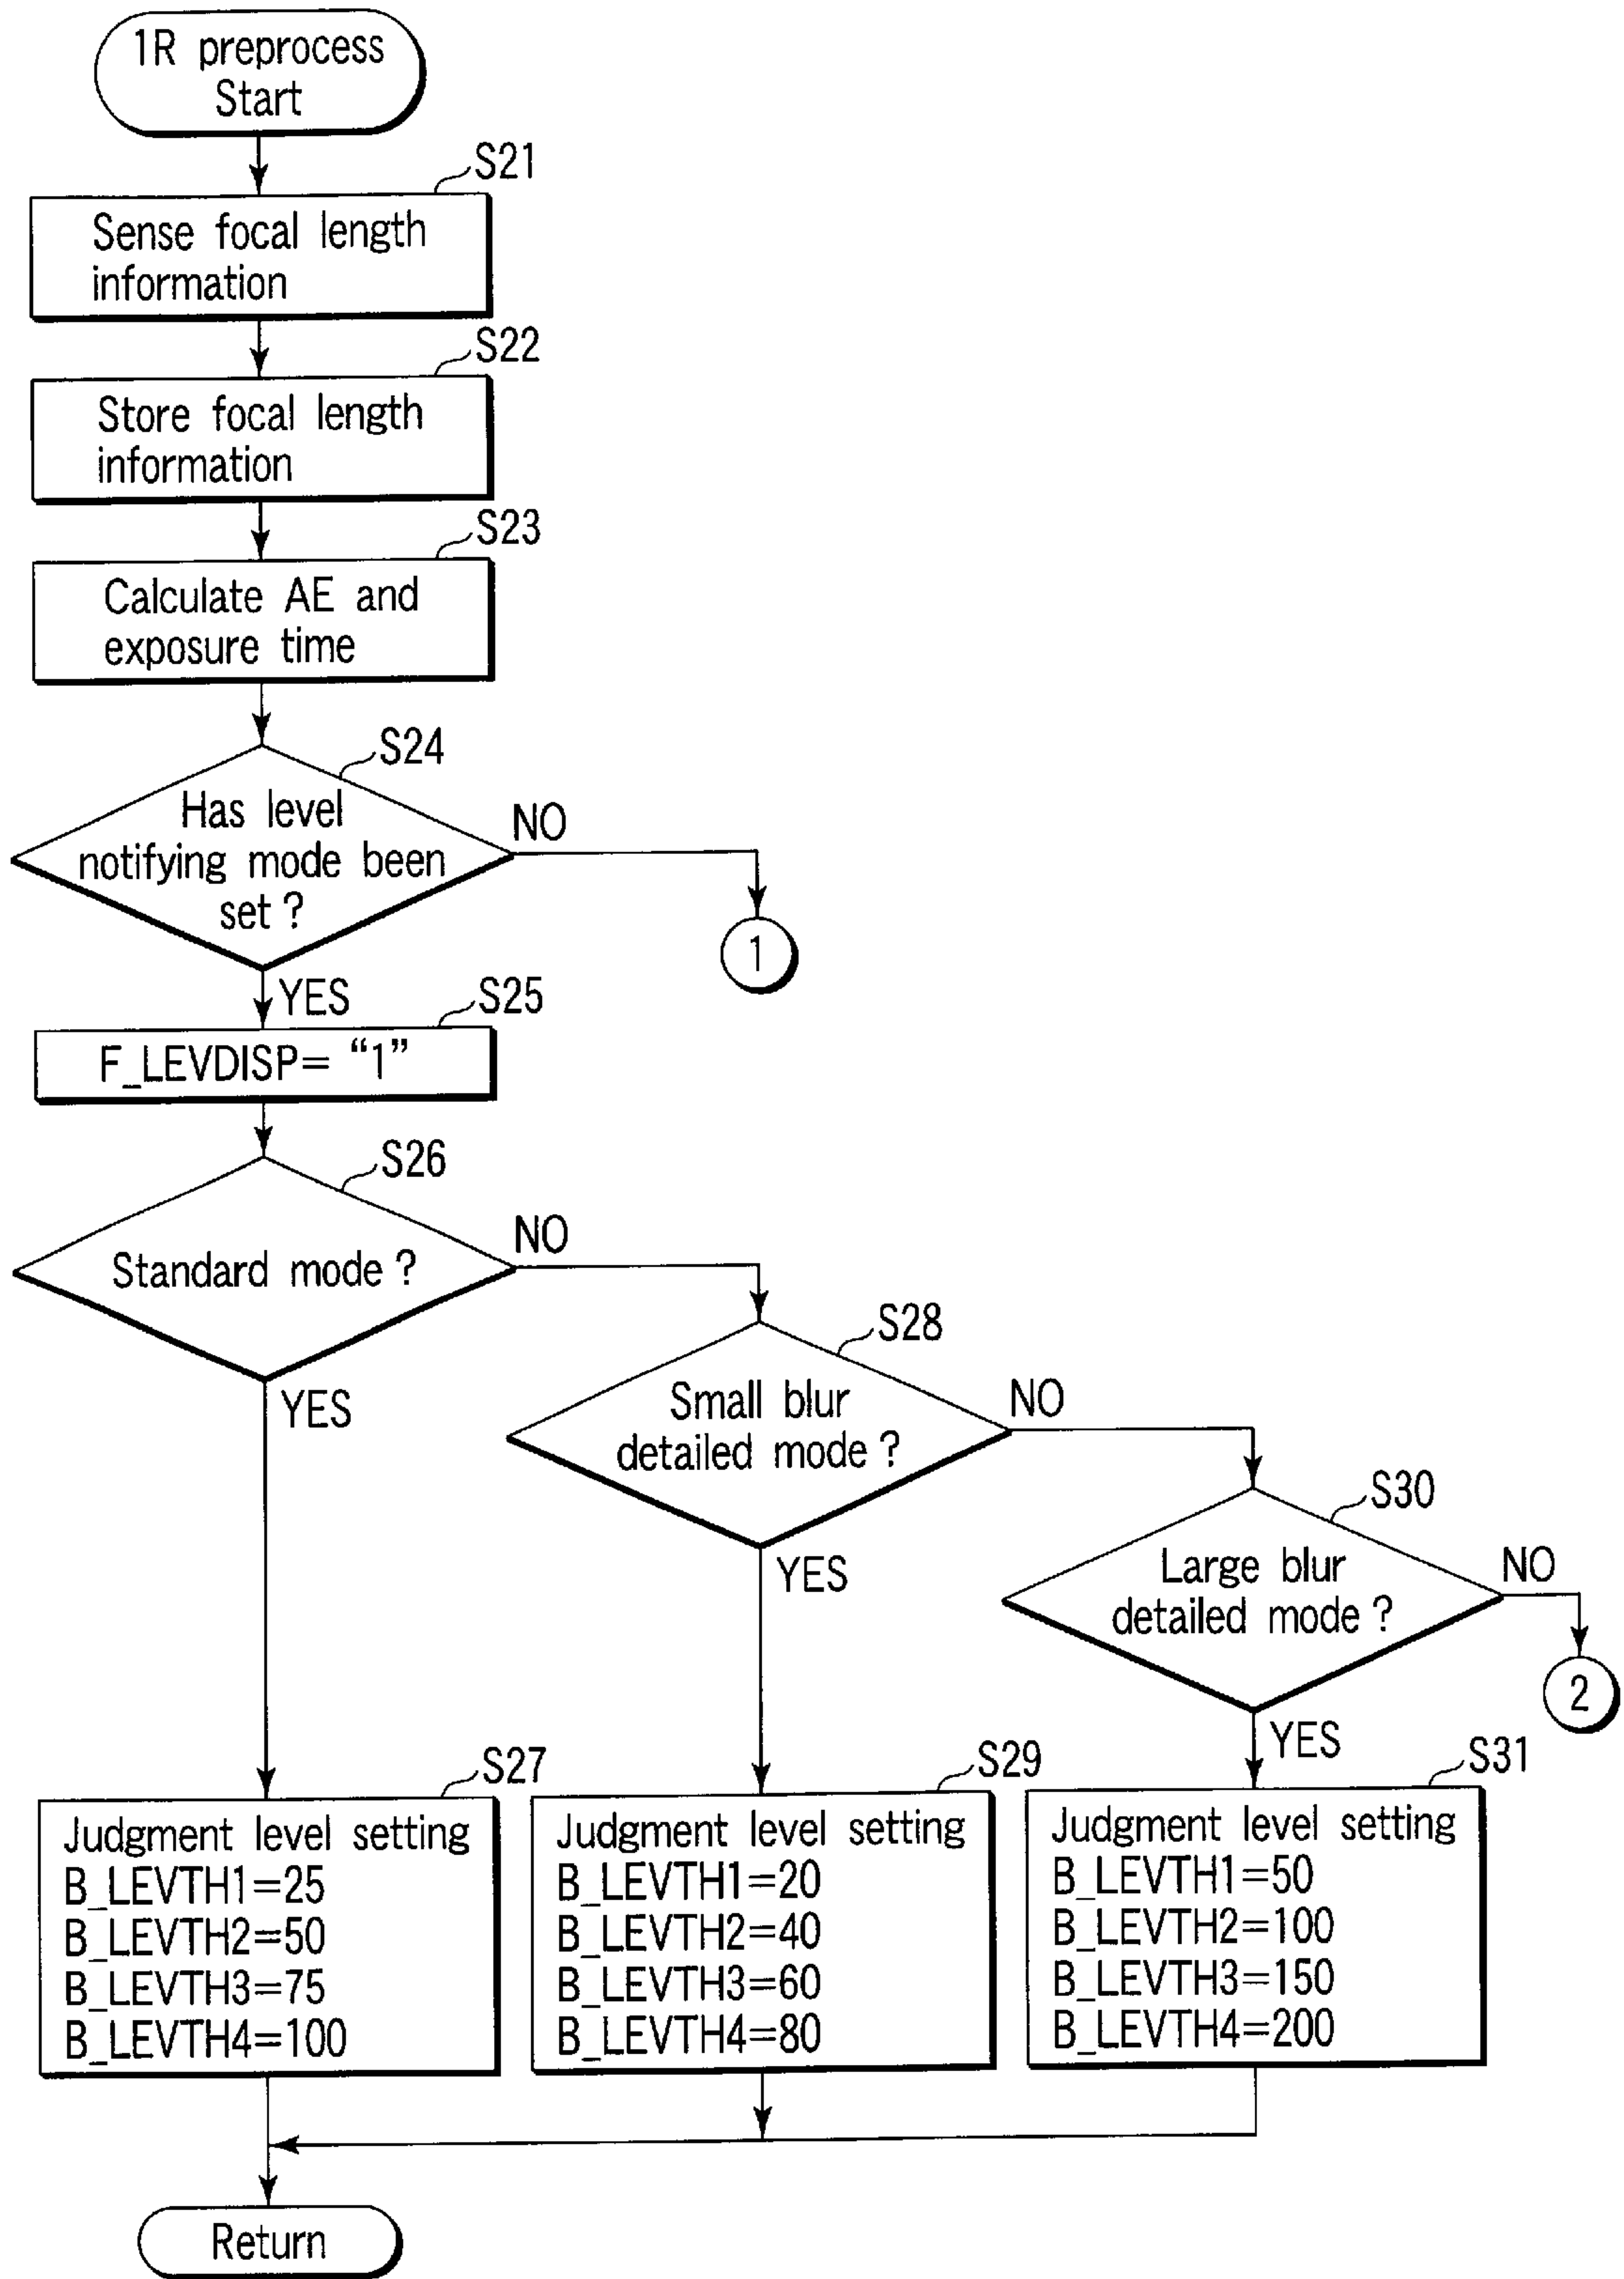 1R preprocess
Start
S21
Sense focal length
information
S22
Store focal length
information
S23
Calculate AE and
exposure time
S24
Has level
notifying mode been
set ?
NO
1
YES
S25
F_LEVDISP= “1”
S26
Standard mode ?
NO
YES
S28
Small blur
detailed mode ?
NO
YES
S30
Large blur
detailed mode ?
NO
2
YES
S27
Judgment level setting
B_LEVTH1=25
B_LEVTH2=50
B_LEVTH3=75
B_LEVTH4=100
S29
Judgment level setting
B_LEVTH1=20
B_LEVTH2=40
B_LEVTH3=60
B_LEVTH4=80
S31
Judgment level setting
B_LEVTH1=50
B_LEVTH2=100
B_LEVTH3=150
B_LEVTH4=200
Return